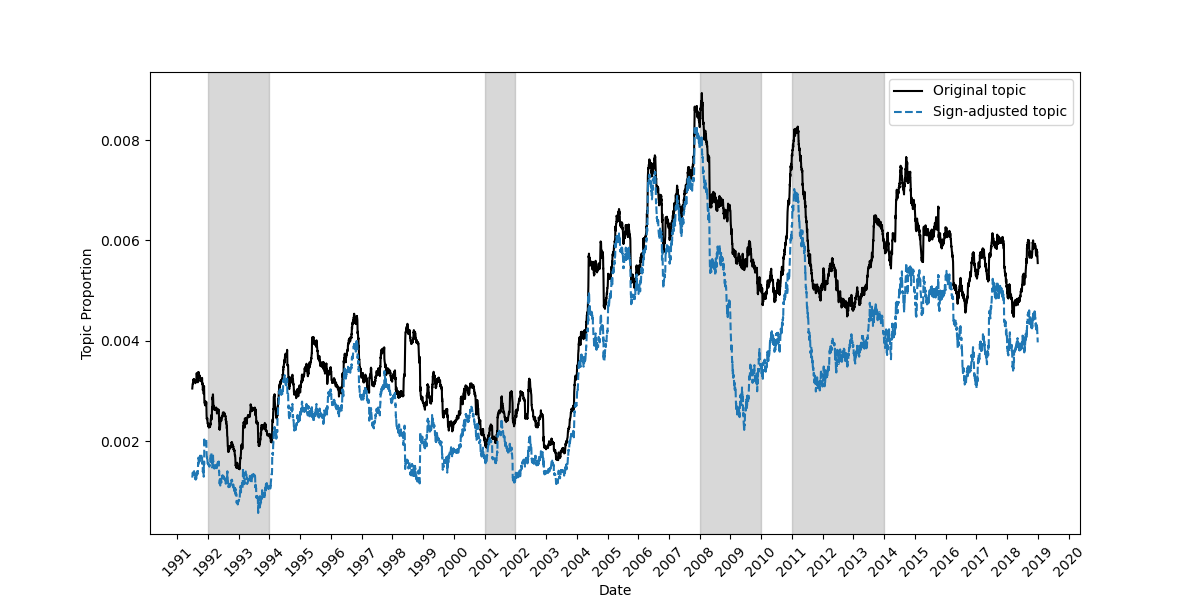 Original topic
Sign-adjusted topic
Topic Proportion
0.008
0.006
0.004
0.002
1991 1992 1993 1994 1995 1996 1997 1998 1999 2000 2001 2002 2003 2004 2005 2006 2007 2008 2009 2010 2011 2012 2013 2014 2015 2016 2017 2018 2019 2020
Date